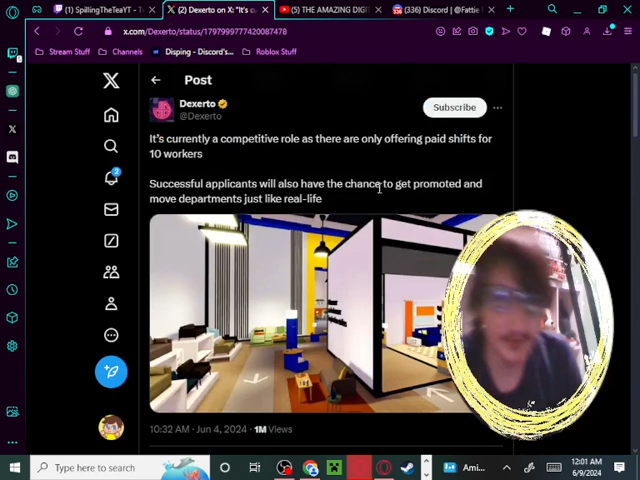 (1) SpillingTheTeaYT - T
(2) Dexerto on X: "It's cu
(5) THE AMAZING DIGI
(336) Discord | @Fattie
x.com/Dexerto/status/1797999777420087478
Stream Stuff
Channels
Disping - Discord's...
Roblox Stuff
Post
Dexerto
@Dexerto
Subscribe
It's currently a competitive role as there are only offering paid shifts for
10 workers
Successful applicants will also have the chance to get promoted and
move departments just like real-life
2
10:32 AM · Jun 4, 2024 · 1M Views
Type here to search
Ami...
12:01 AM
6/9/2024